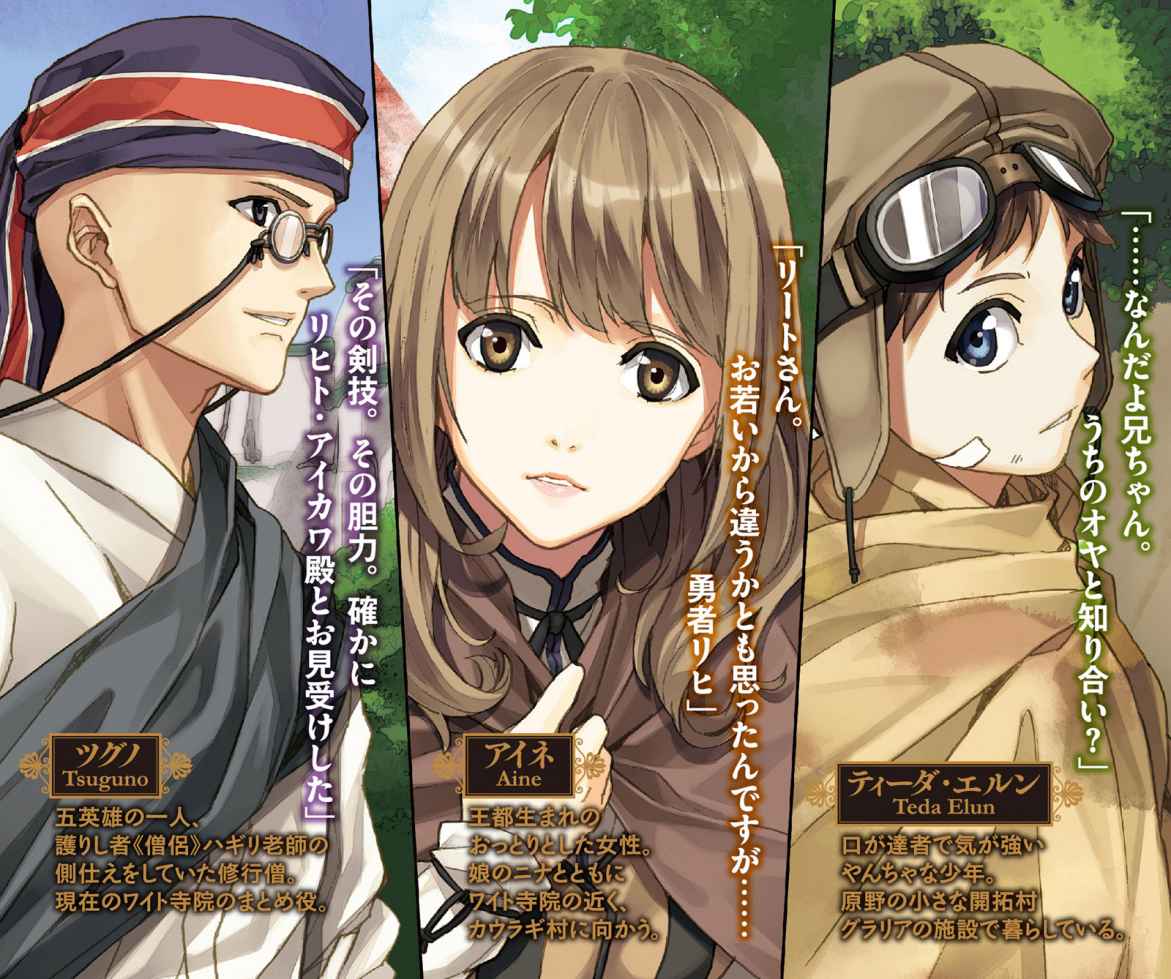 「……なんだよ兄ちゃん。
うちのオヤと知り合い？」
ティーダ・エルン
Teda Elun
口が達者で気が強い
やんちゃな少年。
原野の小さな開拓村
グラリアの施設で暮らしている。
「リートさん。
お若いから違うかとも思ったんですが……
勇者リヒ」
アイネ
Aine
王都生まれの
おっとりとした女性。
娘のニナとともに
ワイト寺院の近く、
カウラギ村に向かう。
「その剣技。その胆力。確かに
リヒト・アイカワ殿とお見受けした」
ツグノ
Tsuguno
五英雄の一人、
護りし者《僧侶》ハギリ老師の
側仕えをしていた修行僧。
現在のワイト寺院のまとめ役。